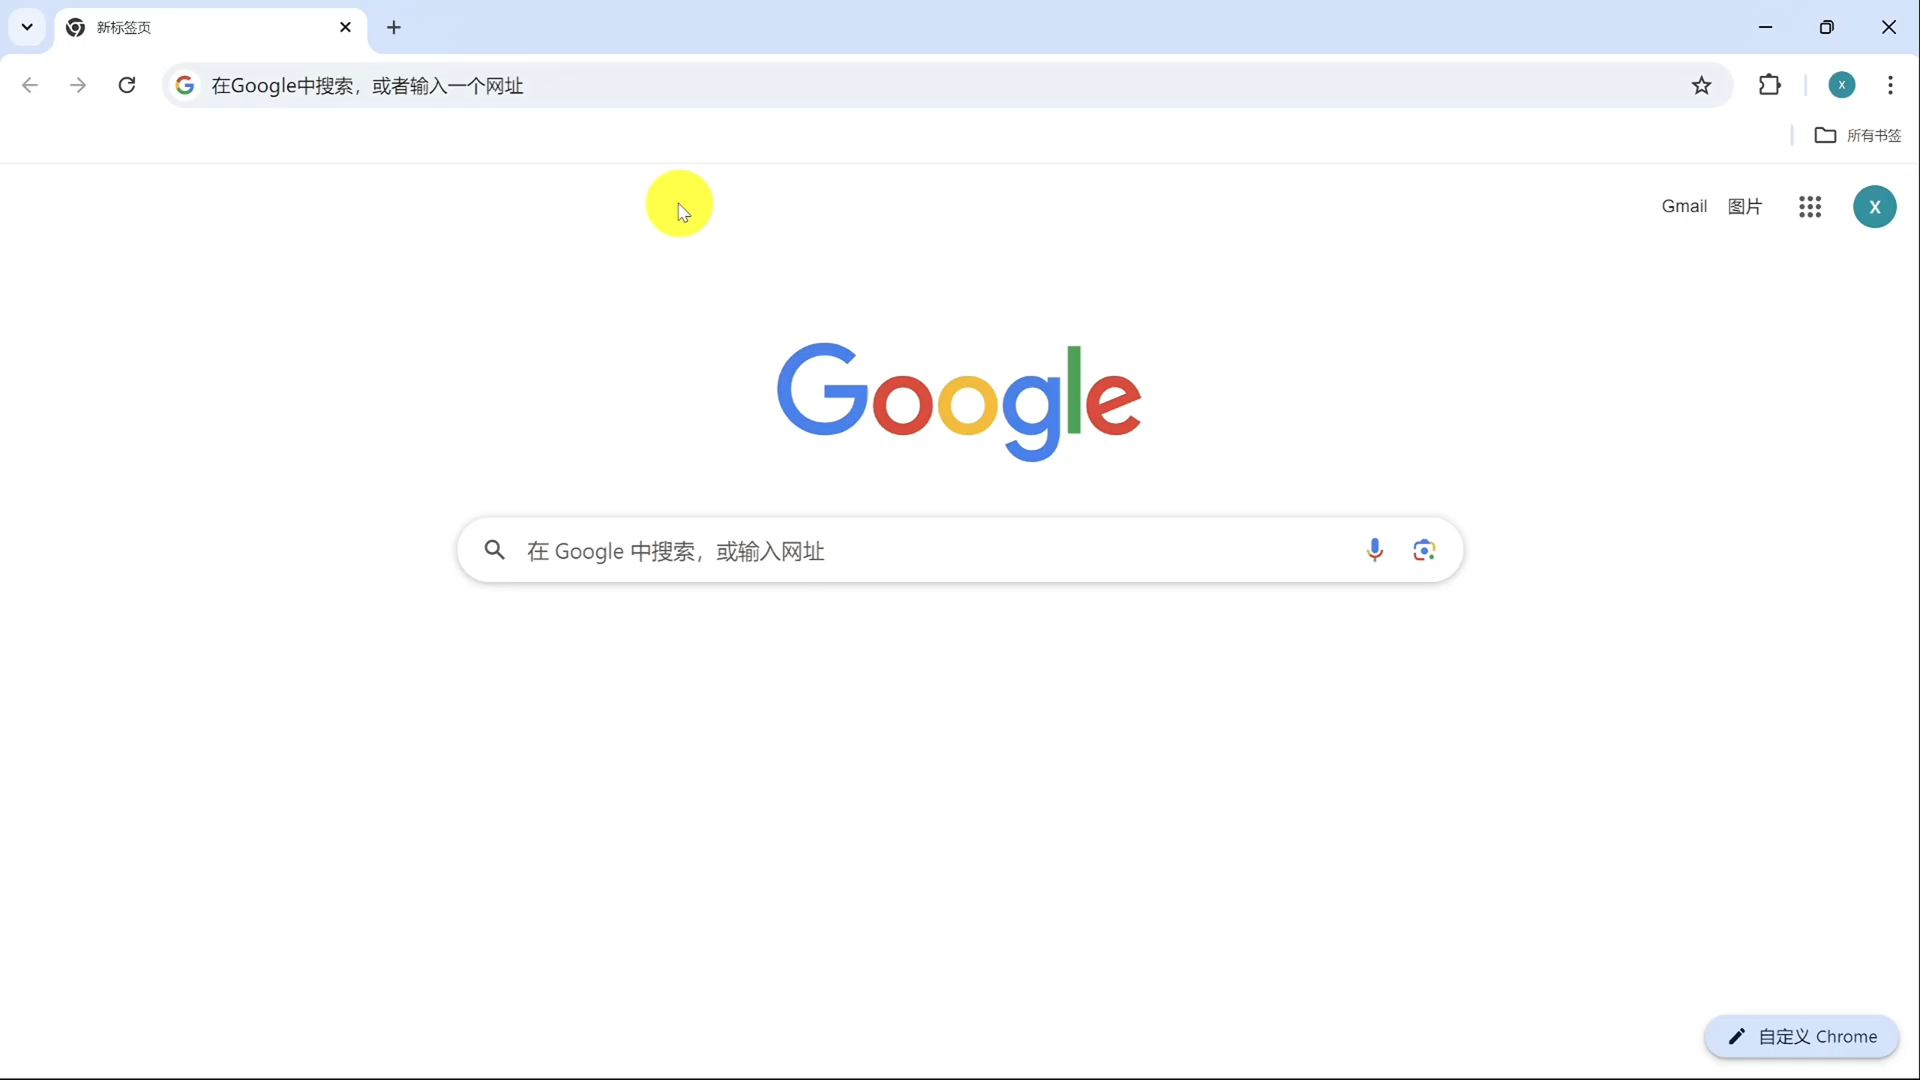 新标签页
在Google中搜索，或者输入一个网址
X
所有书签
Gmail 图片 X
Google
在 Google 中搜索，或输入网址
自定义 Chrome